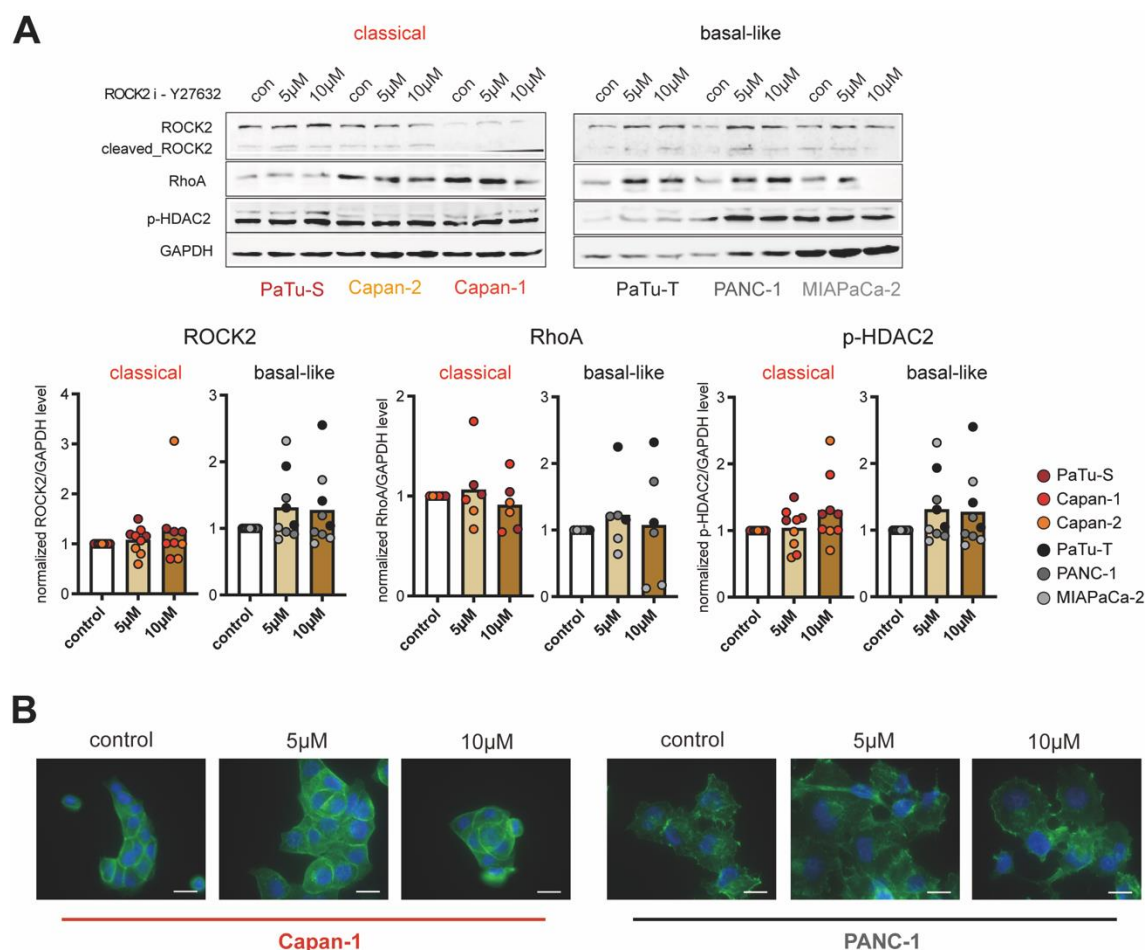 A
classical
basal-like
ROCK2 i - Y27632
con 5µM 10µM con 5µM 10µM con 5µM 10µM
con 5µM 10µM con 5µM 10µM con 5µM 10µM
ROCK2
cleaved_ROCK2
RhoA
p-HDAC2
GAPDH
PaTu-S Capan-2 Capan-1
PaTu-T PANC-1 MIAPaCa-2
ROCK2
RhoA
p-HDAC2
classical basal-like
classical basal-like
classical basal-like
normalized ROCK2/GAPDH level
4
3
2
1
0
control 5µM 10µM
3
2
1
0
control 5µM 10µM
normalized RhoA/GAPDH level
2
1
0
control 5µM 10µM
3
2
1
0
control 5µM 10µM
normalized p-HDAC2/GAPDH level
3
2
1
0
control 5µM 10µM
3
2
1
0
control 5µM 10µM
PaTu-S
Capan-1
Capan-2
PaTu-T
PANC-1
MIAPaCa-2
B
control 5µM 10µM
control 5µM 10µM
Capan-1
PANC-1